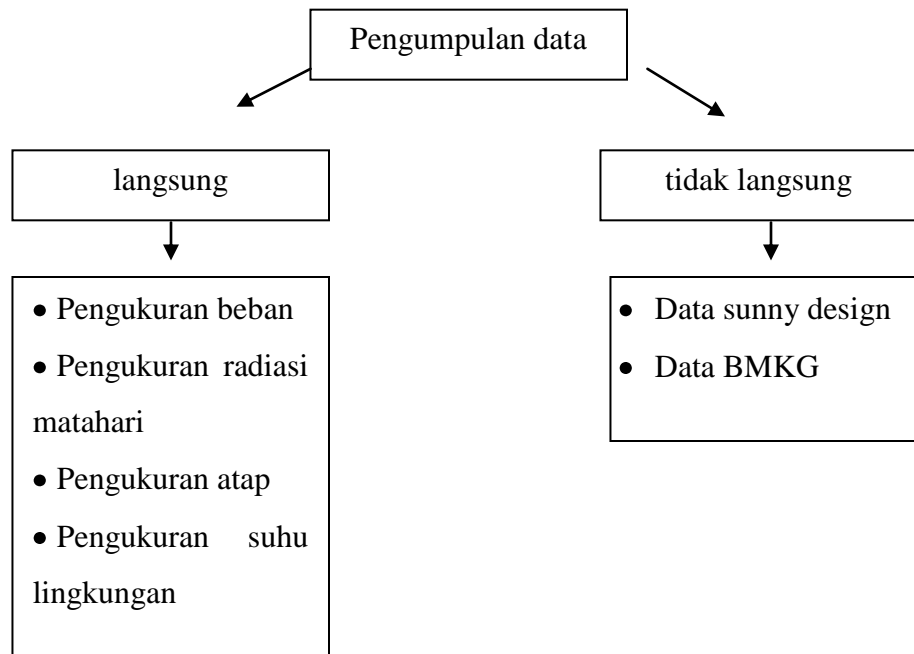 Pengumpulan data
langsung
tidak langsung
• Pengukuran beban
• Pengukuran radiasi
matahari
• Pengukuran atap
• Pengukuran suhu
lingkungan
• Data sunny design
• Data BMKG